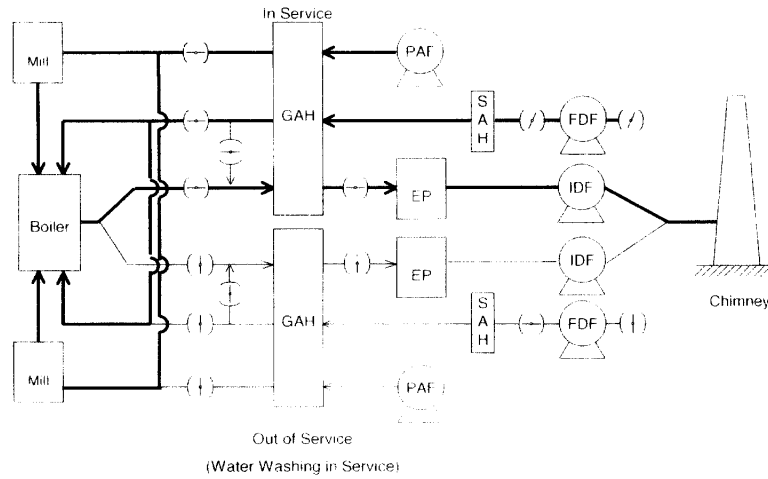 In Service
Mill
PAF
GAH
S
A
H
FDF
EP
IDF
Boiler
EP
IDF
GAH
S
A
H
FDF
Chimney
Mill
PAF
Out of Service
(Water Washing in Service)